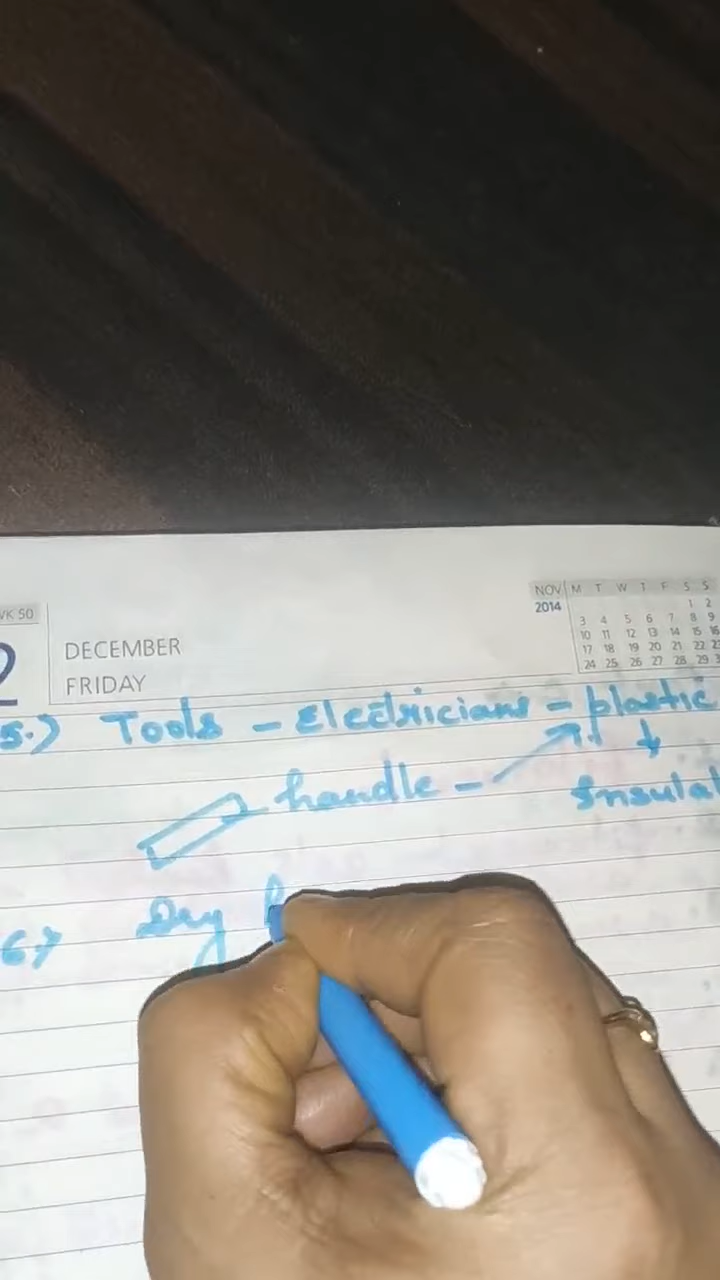 WK 50
NOV M T W T F S S
2014 1 2
DECEMBER 3 4 5 6 7 8 9
2 10 11 12 13 14 15 16
17 18 19 20 21 22 23
FRIDAY 24 25 26 27 28 29 3
5.) Tools - Electricians - plastic
handle - Insulat
6) Dry